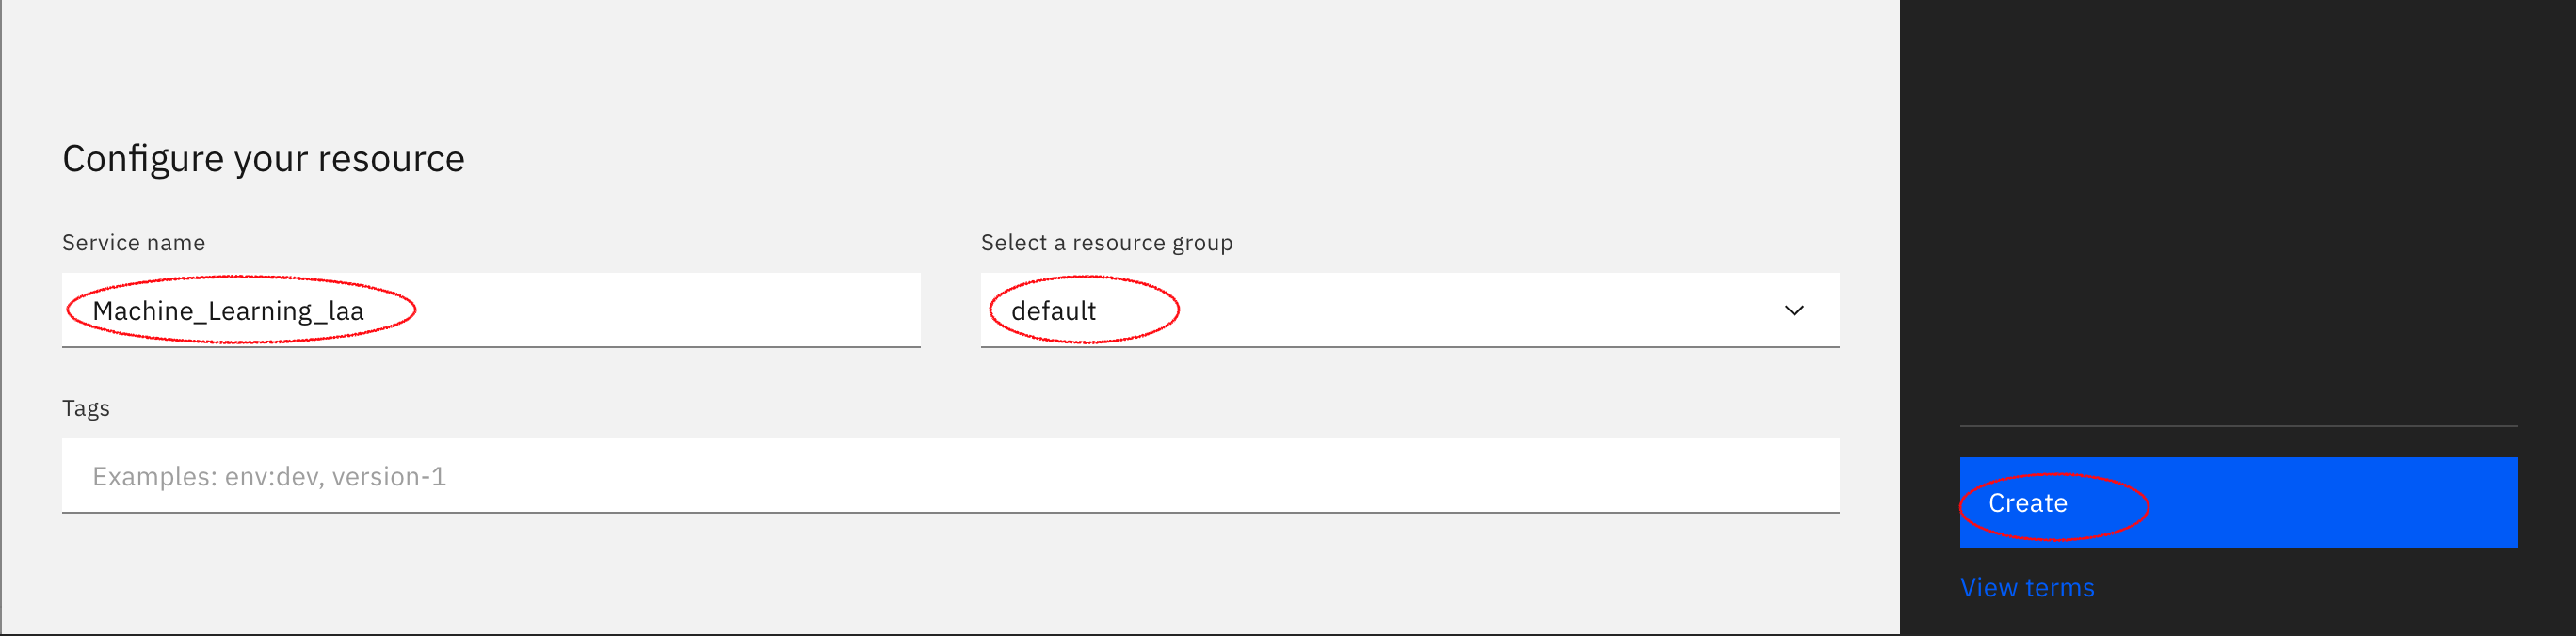 Configure your resource
Service name
Select a resource group
Machine_Learning_laa
default
Tags
Examples: env:dev, version-1
Create
View terms